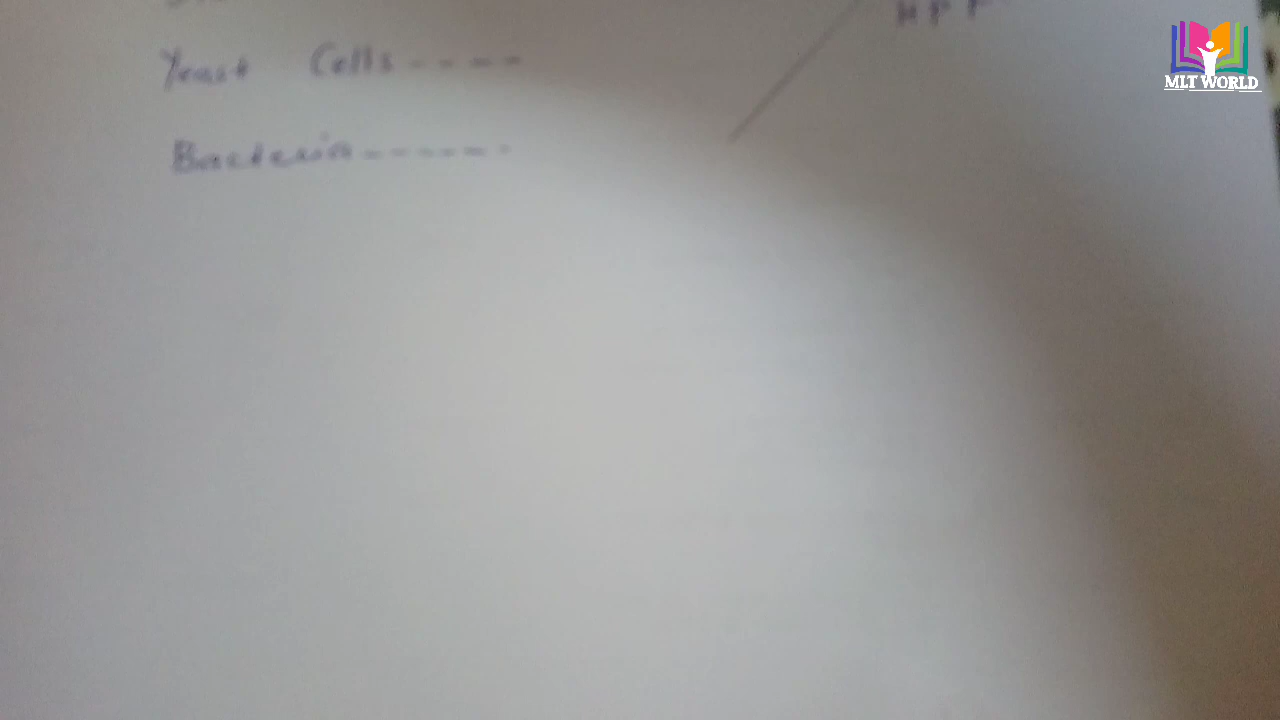 Yeast Cells ----
Bacteria ------
MLT WORLD